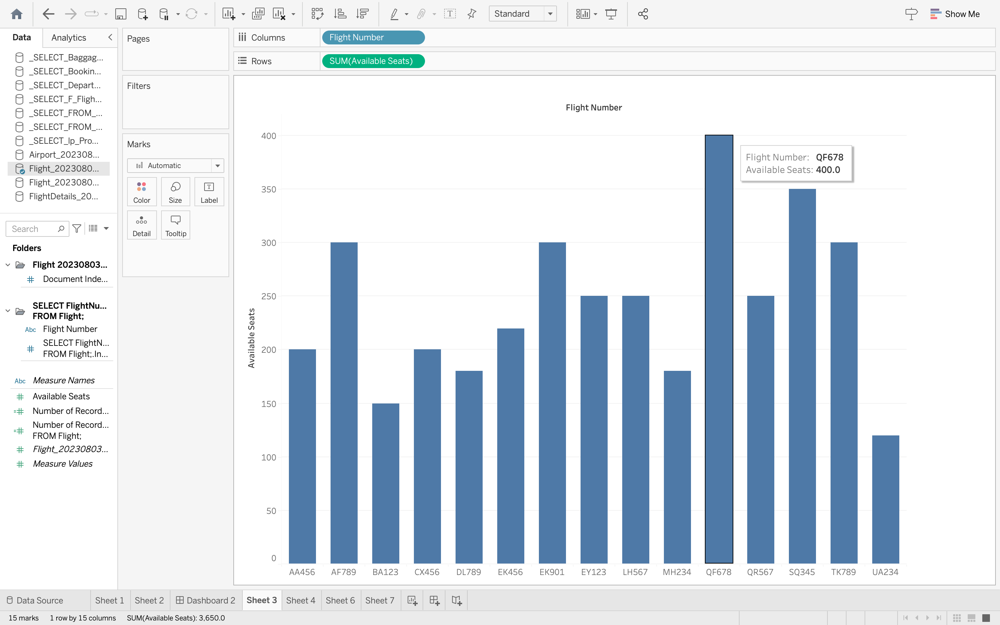 Standard
Show Me
Data
Analytics
_SELECT_Baggag...
_SELECT_Bookin...
_SELECT_Depart...
_SELECT_F_Fligh...
_SELECT_FROM_...
_SELECT_FROM_...
_SELECT_Ip_Pro...
Airport_202308...
Flight_2023080...
Flight_2023080...
FlightDetails_20...
Search
Folders
Flight 20230803...
Document Inde...
SELECT FlightNu...
FROM Flight;
Abc Flight Number
SELECT FlightN...
FROM Flight;.In...
Abc Measure Names
Available Seats
Number of Record...
Number of Record...
FROM Flight;
Flight_20230803...
Measure Values
Pages
Filters
Marks
Automatic
Color Size T Label
Detail Tooltip
Columns Flight Number
Rows SUM(Available Seats)
Flight Number
Available Seats
400
350
300
250
200
150
100
50
0
Flight Number: QF678
Available Seats: 400.0
AA456 AF789 BA123 CX456 DL789 EK456 EK901 EY123 LH567 MH234 QF678 QR567 SQ345 TK789 UA234
Data Source Sheet 1 Sheet 2 Dashboard 2 Sheet 3 Sheet 4 Sheet 6 Sheet 7
15 marks 1 row by 15 columns SUM(Available Seats): 3,650.0